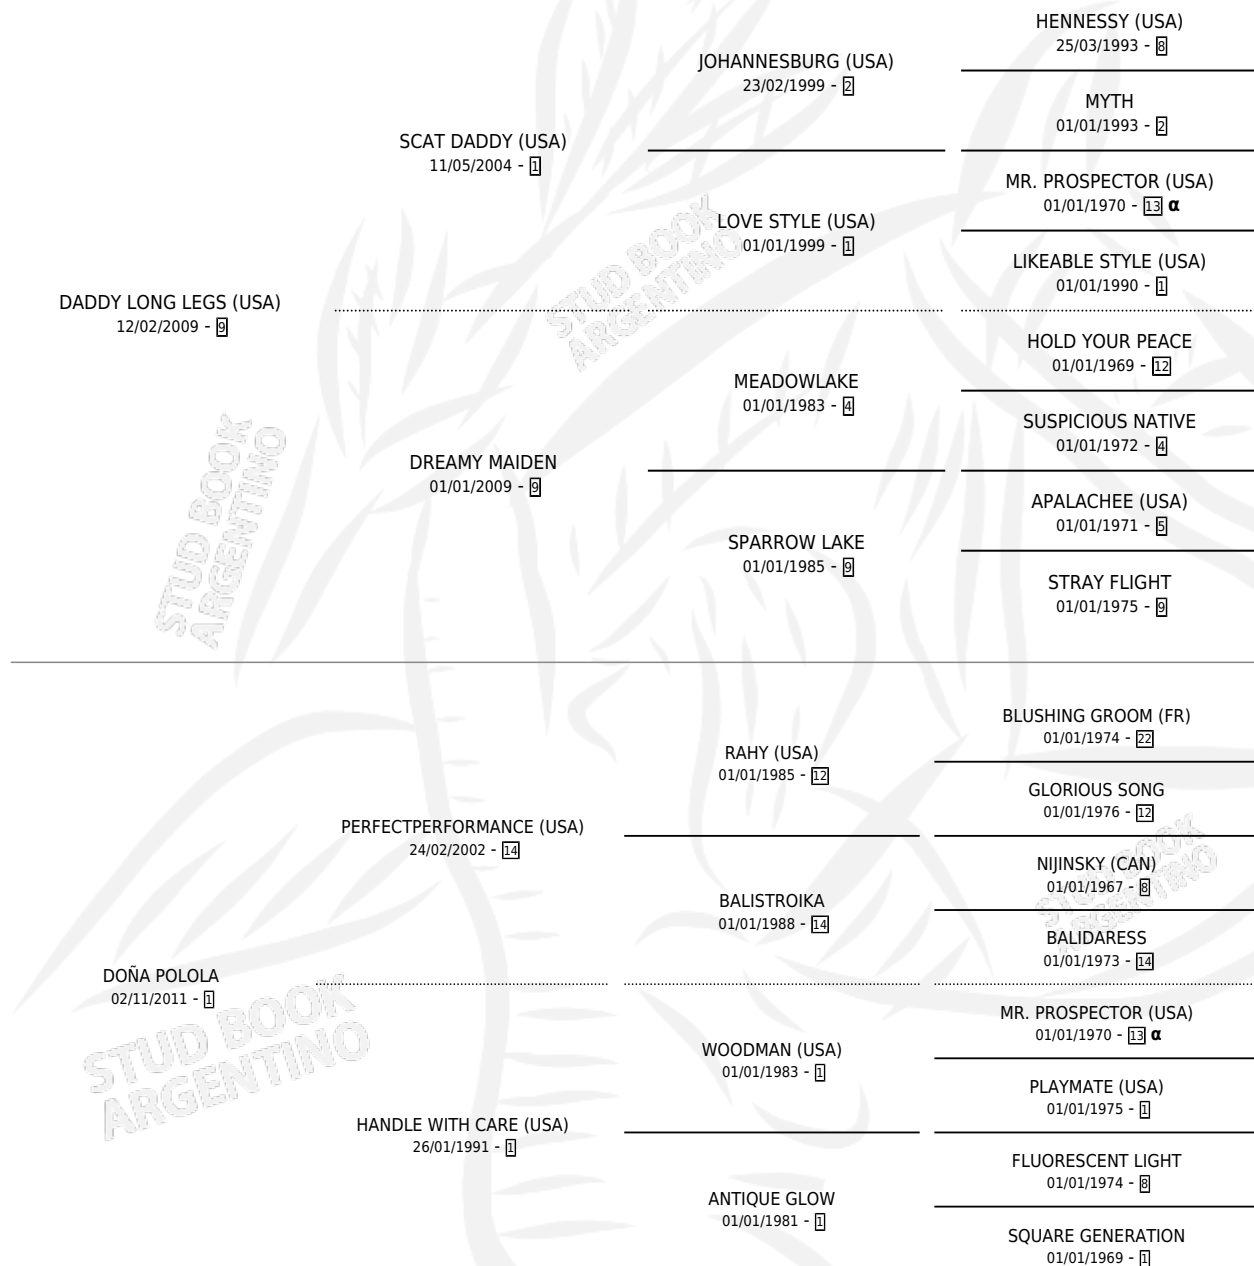 HENNESSY (USA)
25/03/1993 - 8
JOHANNESBURG (USA)
23/02/1999 - 2
MYTH
01/01/1993 - 2
SCAT DADDY (USA)
11/05/2004 - 1
MR. PROSPECTOR (USA)
01/01/1970 - 13 α
LOVE STYLE (USA)
01/01/1999 - 1
LIKEABLE STYLE (USA)
01/01/1990 - 1
DADDY LONG LEGS (USA)
12/02/2009 - 9
HOLD YOUR PEACE
01/01/1969 - 12
MEADOWLAKE
01/01/1983 - 4
SUSPICIOUS NATIVE
01/01/1972 - 4
DREAMY MAIDEN
01/01/2009 - 9
APALACHEE (USA)
01/01/1971 - 5
SPARROW LAKE
01/01/1985 - 9
STRAY FLIGHT
01/01/1975 - 9
STUD BOOK
ARGENTINO
STUD BOOK
ARGENTINO
BLUSHING GROOM (FR)
01/01/1974 - 22
RAHY (USA)
01/01/1985 - 12
GLORIOUS SONG
01/01/1976 - 12
PERFECTPERFORMANCE (USA)
24/02/2002 - 14
NIJINSKY (CAN)
01/01/1967 - 8
BALISTROIKA
01/01/1988 - 14
BALIDARESS
01/01/1973 - 14
DOÑA POLOLA
02/11/2011 - 1
MR. PROSPECTOR (USA)
01/01/1970 - 13 α
WOODMAN (USA)
01/01/1983 - 1
PLAYMATE (USA)
01/01/1975 - 1
HANDLE WITH CARE (USA)
26/01/1991 - 1
FLUORESCENT LIGHT
01/01/1974 - 8
ANTIQUE GLOW
01/01/1981 - 1
SQUARE GENERATION
01/01/1969 - 1
STUD BOOK
ARGENTINO
STUD BOOK
ARGENTINO